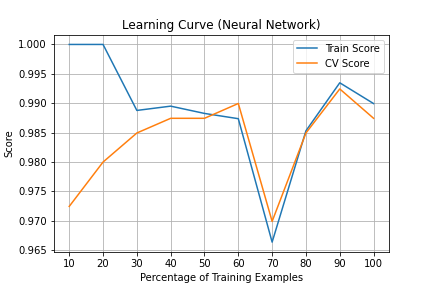 Learning Curve (Neural Network)
Train Score
CV Score
1.000
0.995
0.990
0.985
0.980
0.975
0.970
0.965
Score
10 20 30 40 50 60 70 80 90 100
Percentage of Training Examples